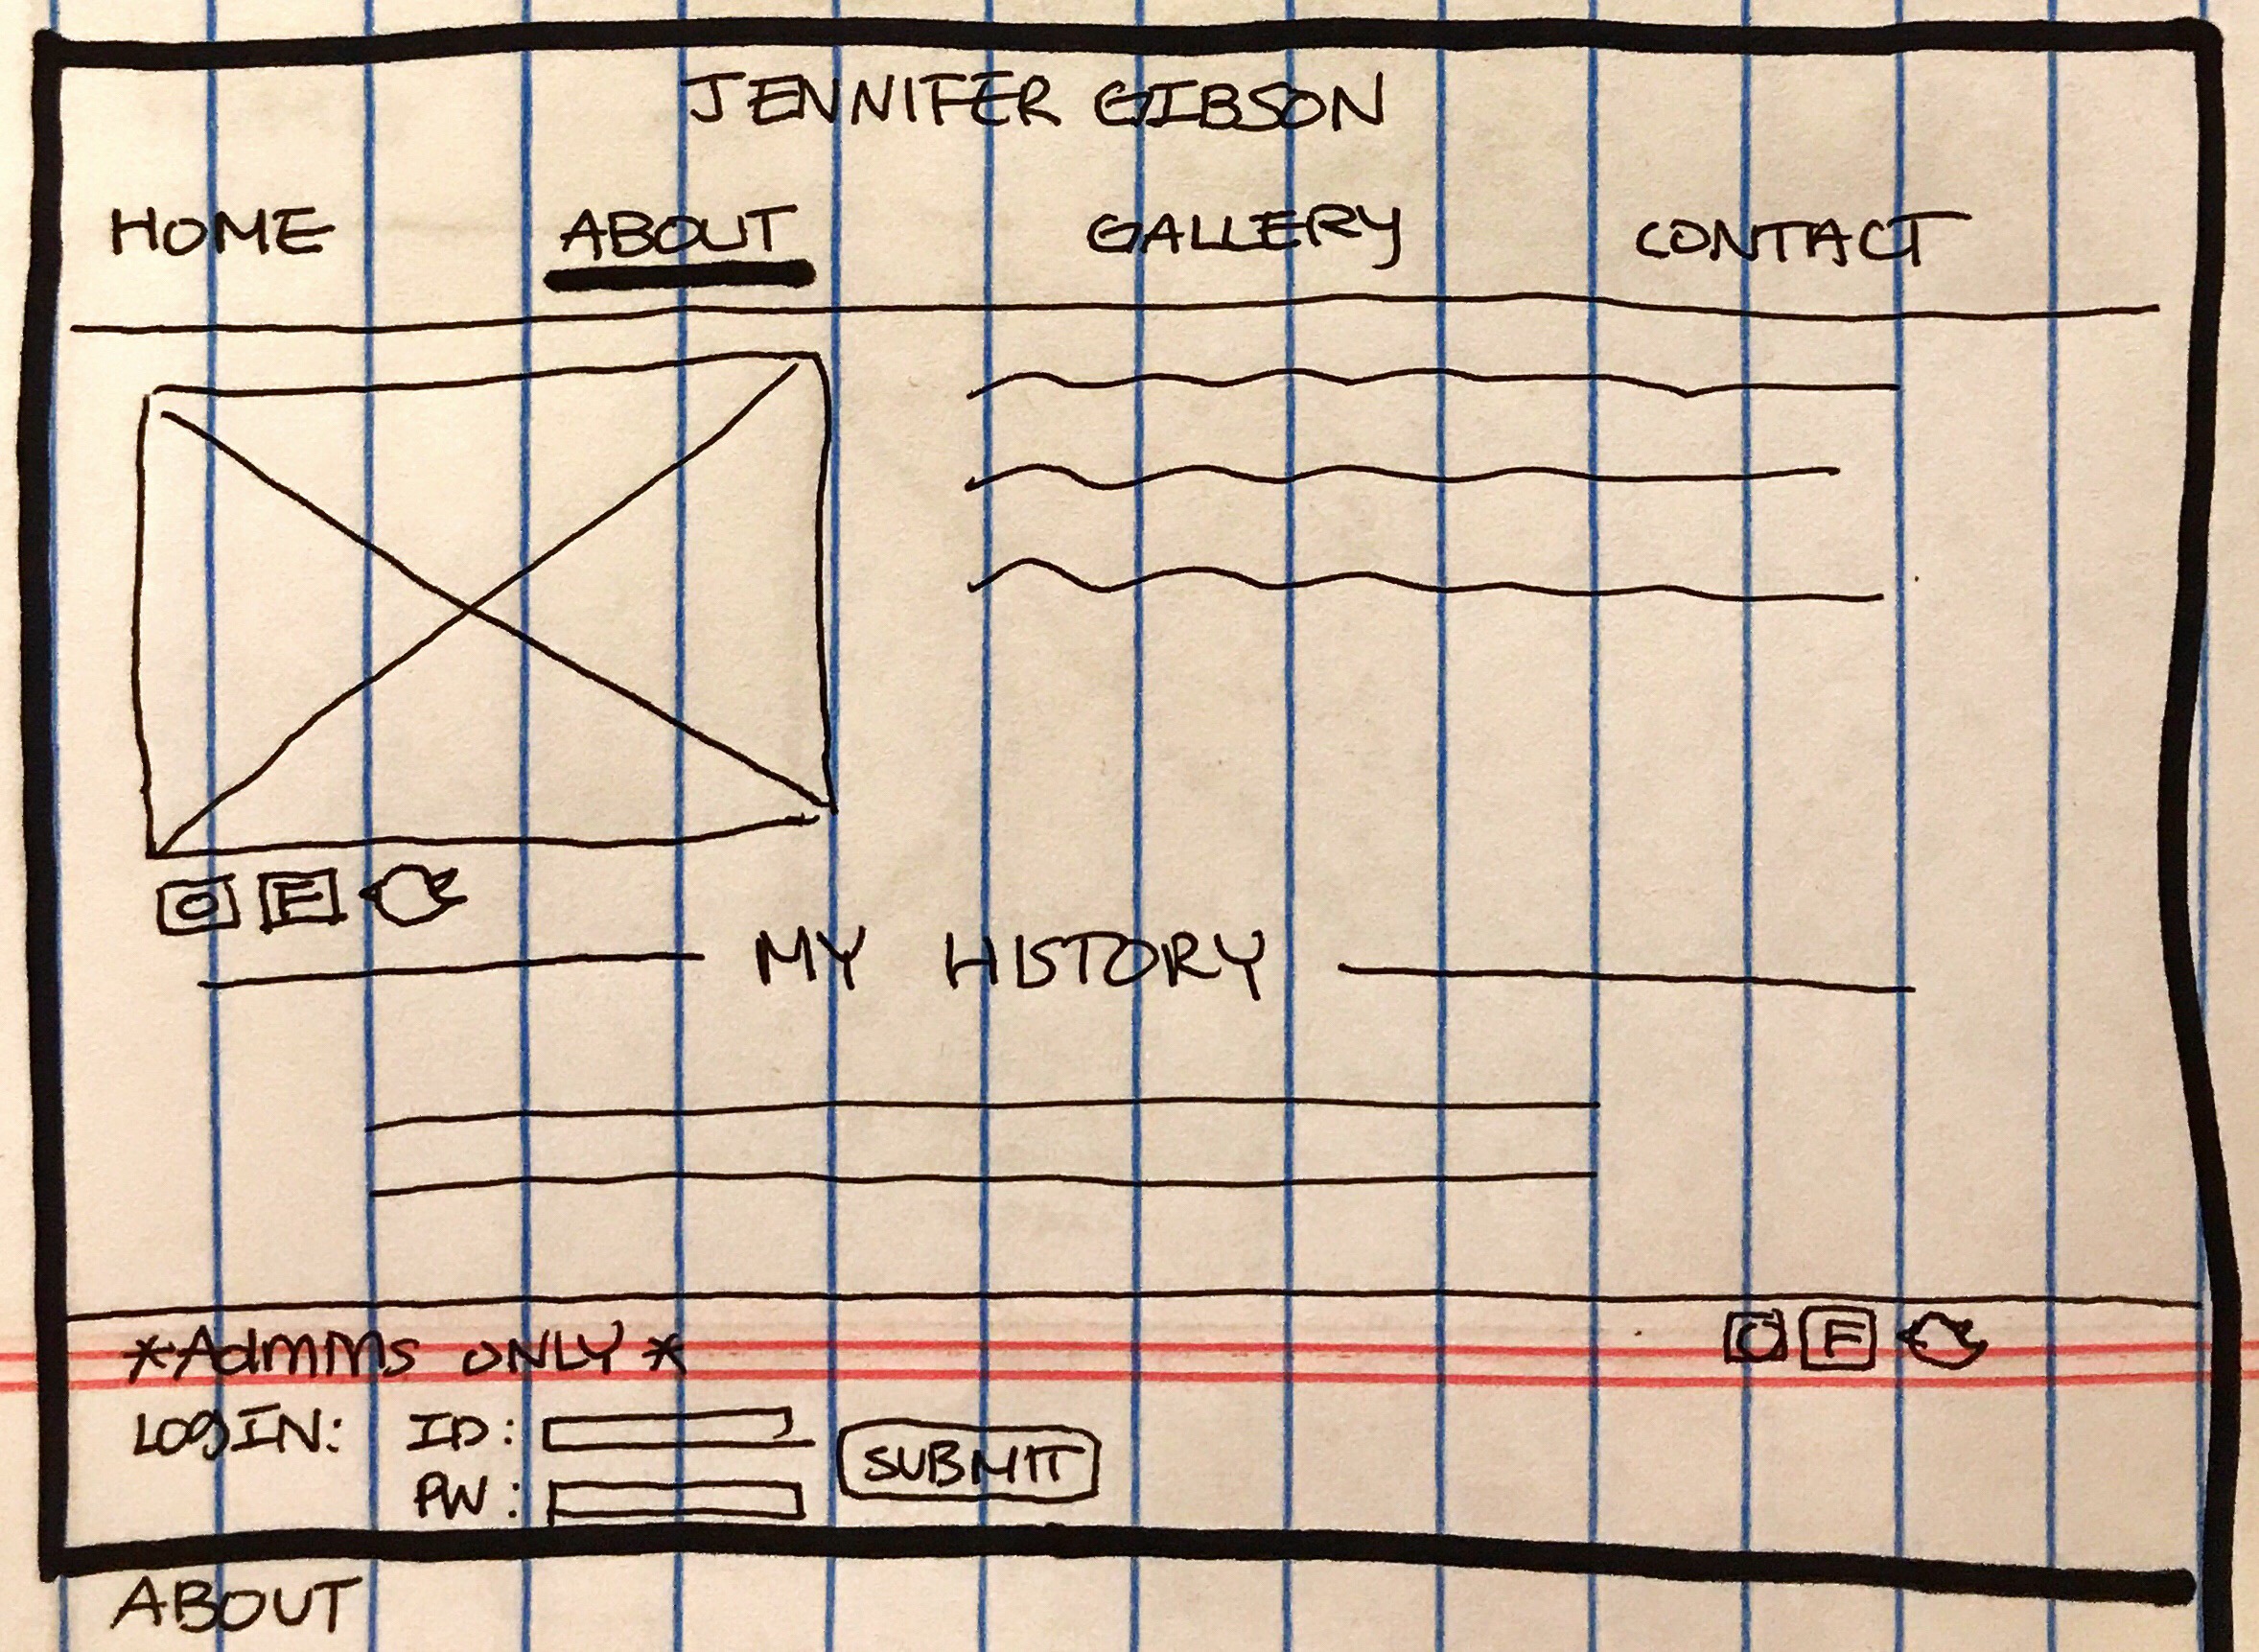 JENNIFER GIBSON
HOME ABOUT GALLERY CONTACT
F
MY HISTORY
*Admins ONLY*
F
LOGIN: ID:
PW:
SUBMIT
ABOUT